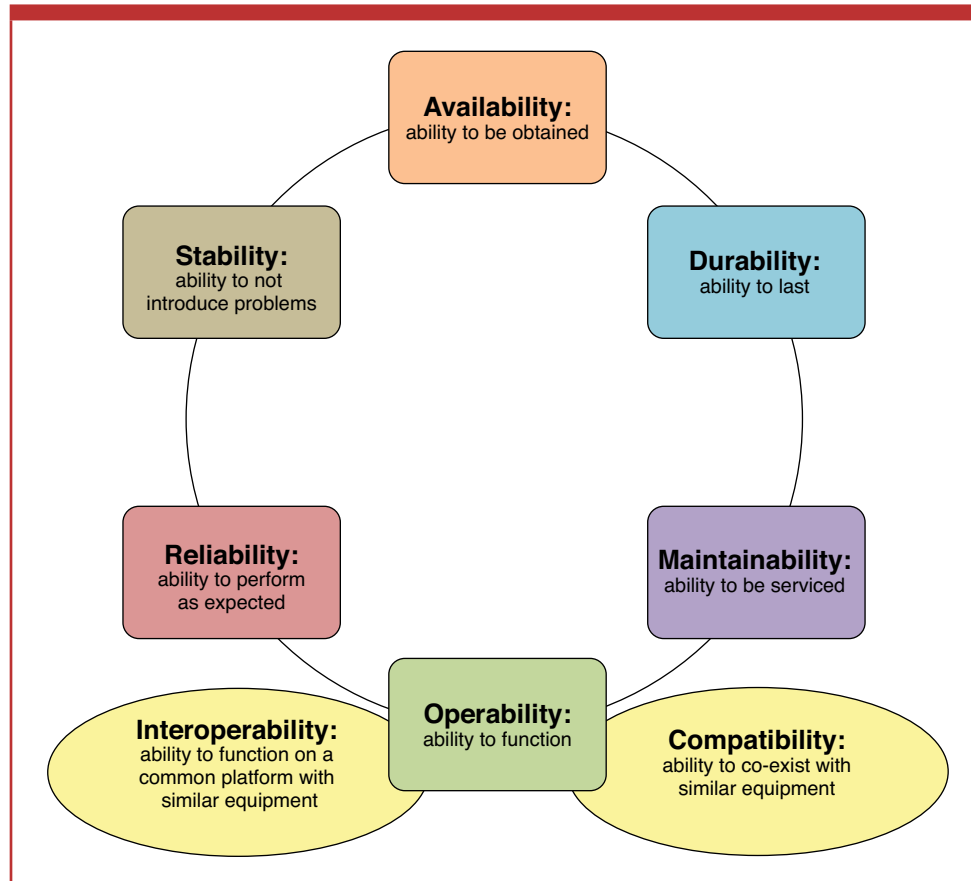 Availability:
ability to be obtained
Stability:
ability to not
introduce problems
Durability:
ability to last
Reliability:
ability to perform
as expected
Maintainability:
ability to be serviced
Operability:
ability to function
Interoperability:
ability to function on a
common platform with
similar equipment
Compatibility:
ability to co-exist with
similar equipment